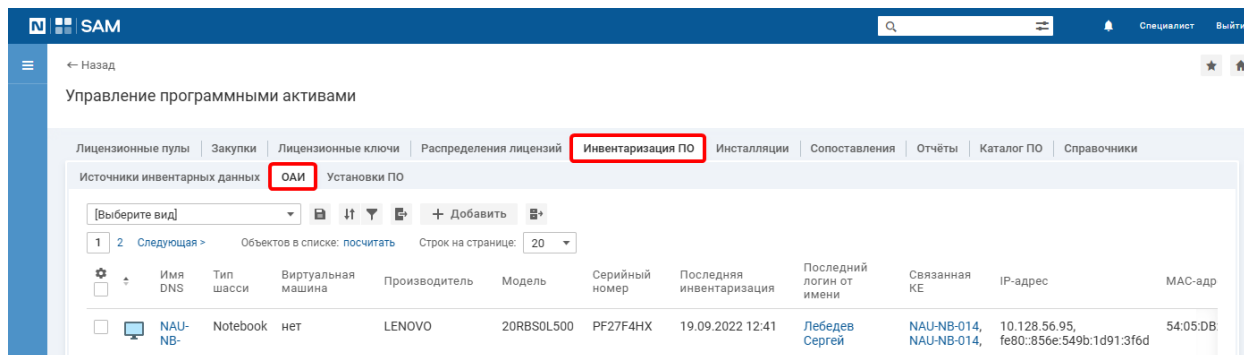 N SAM
Специалист Выйти
← Назад
Управление программными активами
Лицензионные пулы Закупки Лицензионные ключи Распределения лицензий Инвентаризация ПО Инсталляции Сопоставления Отчёты Каталог ПО Справочники
Источники инвентарных данных ОАИ Установки ПО
[Выберите вид] + Добавить
1 2 Следующая > Объектов в списке: посчитать Строк на странице: 20
Имя DNS Тип шасси Виртуальная машина Производитель Модель Серийный номер Последняя инвентаризация Последний логин от имени Связанная КЕ IP-адрес MAC-адр
NAU- Notebook нет LENOVO 20RBS0L500 PF27F4HX 19.09.2022 12:41 Лебедев NAU-NB-014, 10.128.56.95, 54:05:DB:
NB- Сергей NAU-NB-014, fe80::856e:549b:1d91:3f6d